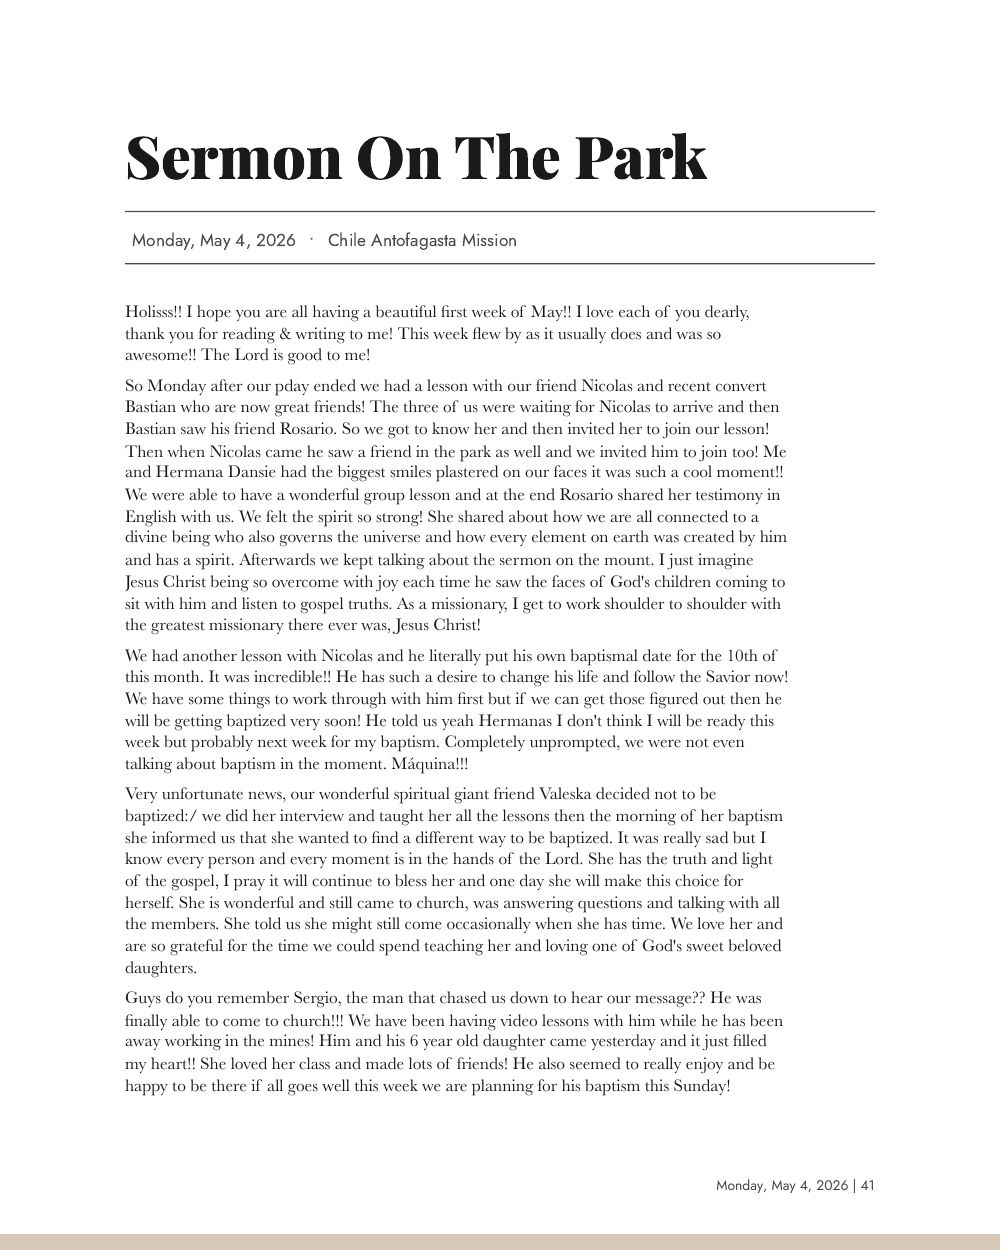 Sermon On The Park
Monday, May 4, 2026 · Chile Antofagasta Mission
Holisss!! I hope you are all having a beautiful first week of May!! I love each of you dearly,
thank you for reading & writing to me! This week flew by as it usually does and was so
awesome!! The Lord is good to me!
So Monday after our pday ended we had a lesson with our friend Nicolas and recent convert
Bastian who are now great friends! The three of us were waiting for Nicolas to arrive and then
Bastian saw his friend Rosario. So we got to know her and then invited her to join our lesson!
Then when Nicolas came he saw a friend in the park as well and we invited him to join too! Me
and Hermana Dansie had the biggest smiles plastered on our faces it was such a cool moment!!
We were able to have a wonderful group lesson and at the end Rosario shared her testimony in
English with us. We felt the spirit so strong! She shared about how we are all connected to a
divine being who also governs the universe and how every element on earth was created by him
and has a spirit. Afterwards we kept talking about the sermon on the mount. I just imagine
Jesus Christ being so overcome with joy each time he saw the faces of God's children coming to
sit with him and listen to gospel truths. As a missionary, I get to work shoulder to shoulder with
the greatest missionary there ever was, Jesus Christ!
We had another lesson with Nicolas and he literally put his own baptismal date for the 10th of
this month. It was incredible!! He has such a desire to change his life and follow the Savior now!
We have some things to work through with him first but if we can get those figured out then he
will be getting baptized very soon! He told us yeah Hermanas I don't think I will be ready this
week but probably next week for my baptism. Completely unprompted, we were not even
talking about baptism in the moment. Máquina!!!
Very unfortunate news, our wonderful spiritual giant friend Valeska decided not to be
baptized:/ we did her interview and taught her all the lessons then the morning of her baptism
she informed us that she wanted to find a different way to be baptized. It was really sad but I
know every person and every moment is in the hands of the Lord. She has the truth and light
of the gospel, I pray it will continue to bless her and one day she will make this choice for
herself. She is wonderful and still came to church, was answering questions and talking with all
the members. She told us she might still come occasionally when she has time. We love her and
are so grateful for the time we could spend teaching her and loving one of God's sweet beloved
daughters.
Guys do you remember Sergio, the man that chased us down to hear our message?? He was
finally able to come to church!!! We have been having video lessons with him while he has been
away working in the mines! Him and his 6 year old daughter came yesterday and it just filled
my heart!! She loved her class and made lots of friends! He also seemed to really enjoy and be
happy to be there if all goes well this week we are planning for his baptism this Sunday!
Monday, May 4, 2026 | 41